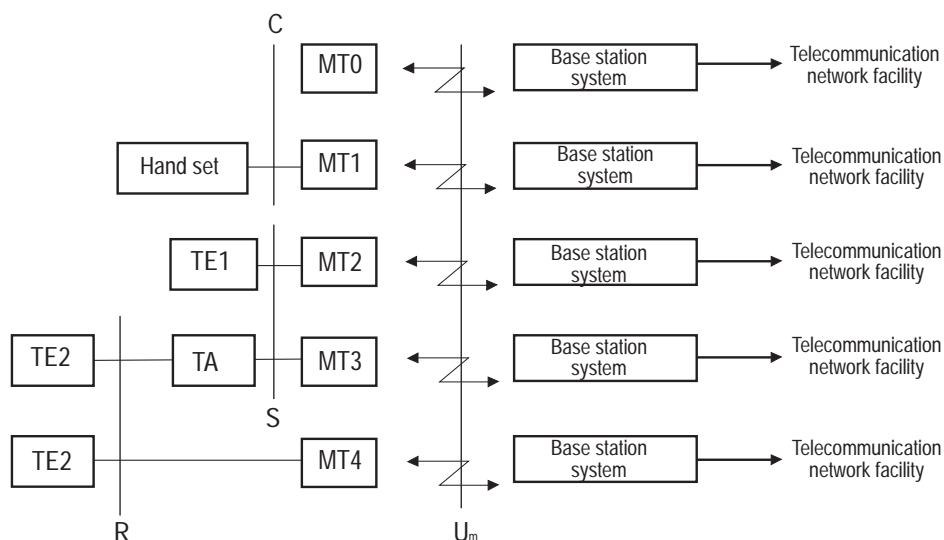 C
MT0
Base station
system
Telecommunication
network facility
Hand set
MT1
Base station
system
Telecommunication
network facility
TE1
MT2
Base station
system
Telecommunication
network facility
TE2
TA
MT3
Base station
system
Telecommunication
network facility
S
TE2
MT4
Base station
system
Telecommunication
network facility
R
Um